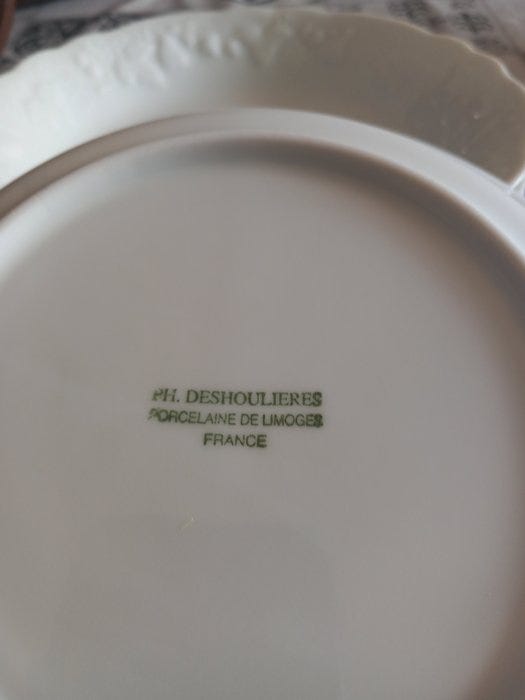 PH. DESHOULIERES
PORCELAINE DE LIMOGES
FRANCE